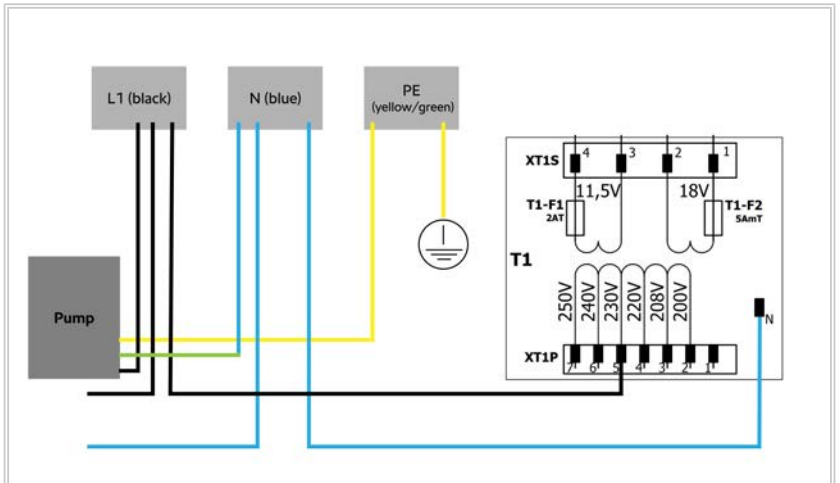 L1 (black)
N (blue)
PE
(yellow/green)
XT1S
4
3
2
1
11,5V
18V
T1-F1
2AT
T1-F2
5AmT
T1
250V
240V
230V
220V
208V
200V
N
Pump
XT1P
7
6
5
4
3
2
1